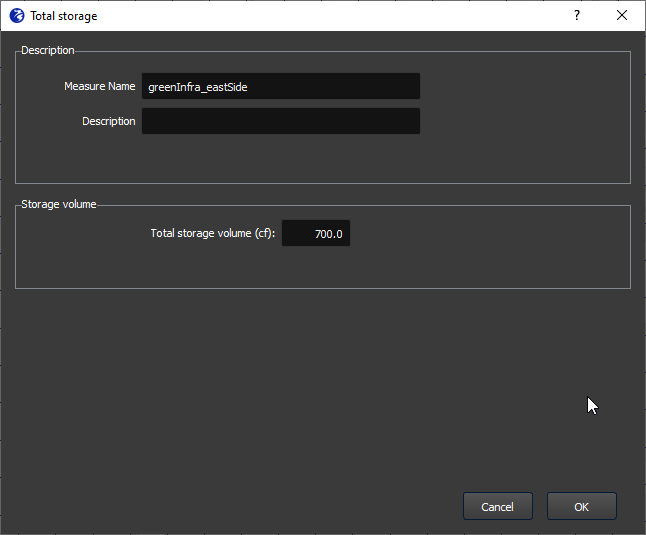 Total storage
?
Description
Measure Name greenInfra_eastSide
Description
Storage volume
Total storage volume (cf): 700.0
Cancel OK